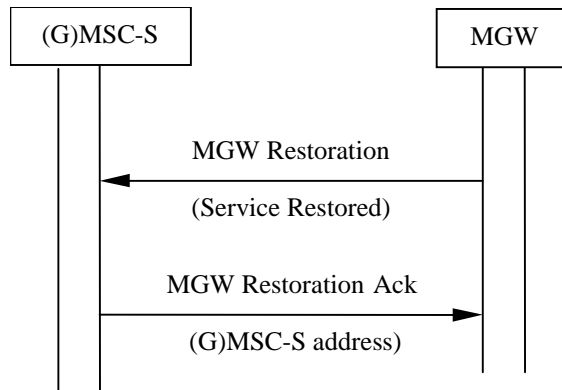 (G)MSC-S
MGW
MGW Restoration
(Service Restored)
MGW Restoration Ack
(G)MSC-S address)